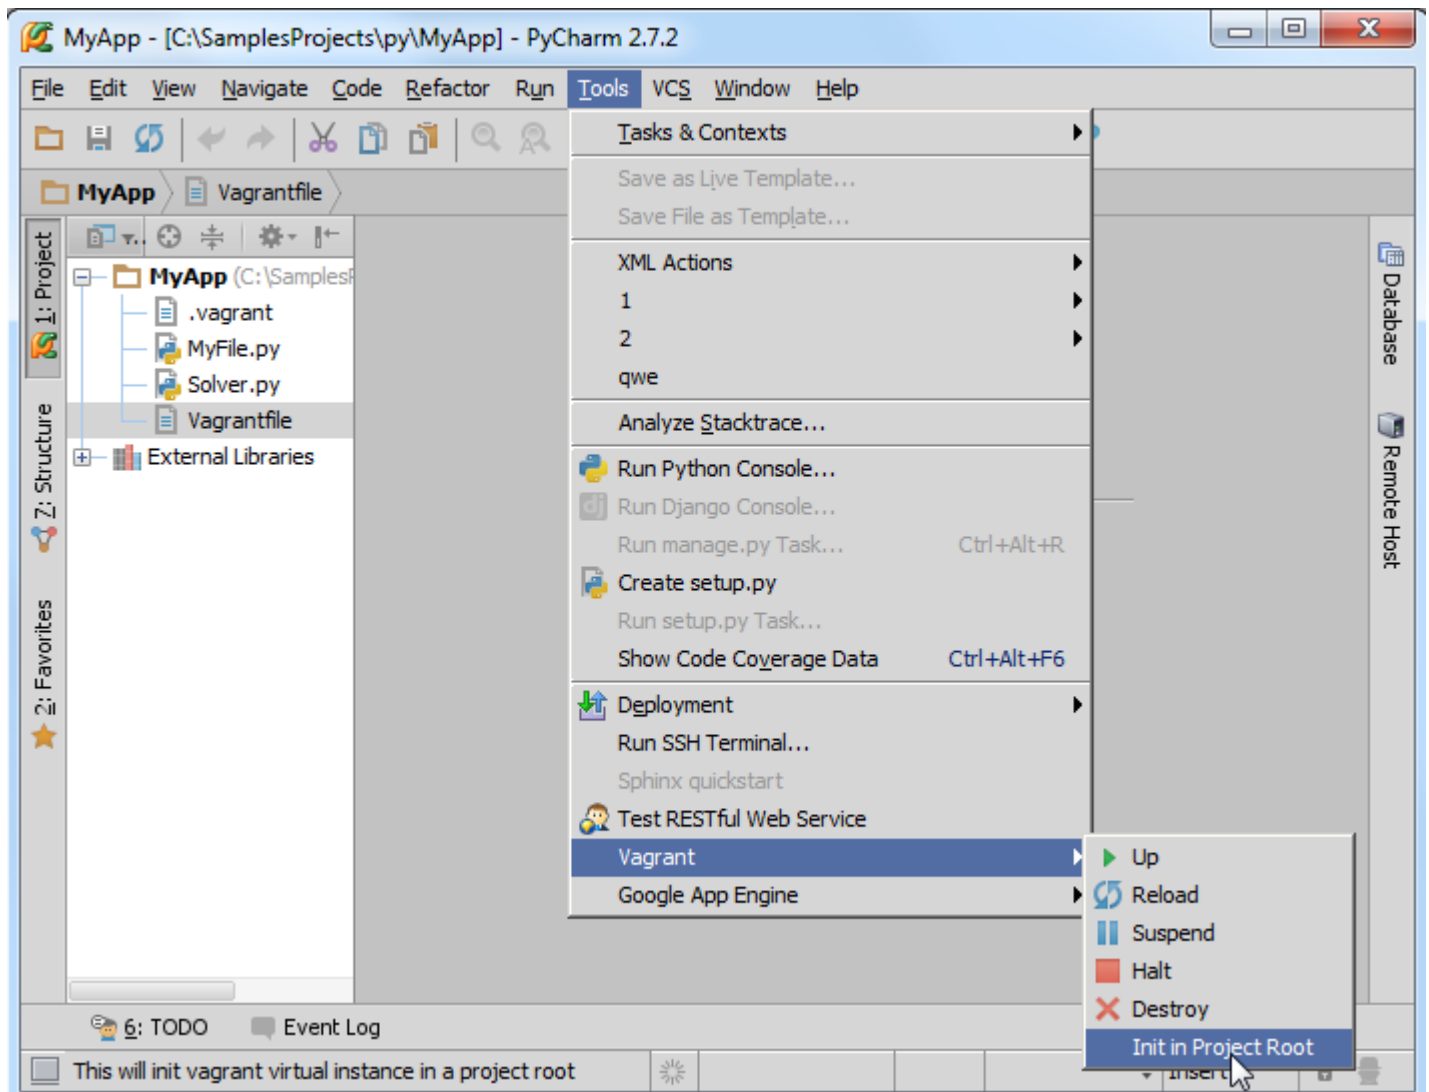 MyApp - [C:\SamplesProjects\py\MyApp] - PyCharm 2.7.2
File Edit View Navigate Code Refactor Run Tools VCS Window Help
MyApp Vagrantfile
1: Project
Z: Structure
2: Favorites
MyApp (C:\Samples
.vagrant
MyFile.py
Solver.py
Vagrantfile
External Libraries
Tasks & Contexts
Save as Live Template...
Save File as Template...
XML Actions
1
2
qwe
Analyze Stacktrace...
Run Python Console...
dj Run Django Console...
Run manage.py Task... Ctrl+Alt+R
Create setup.py
Run setup.py Task...
Show Code Coverage Data Ctrl+Alt+F6
Deployment
Run SSH Terminal...
Sphinx quickstart
Test RESTful Web Service
Vagrant
Google App Engine
Up
Reload
Suspend
Halt
Destroy
Init in Project Root
Database
Remote Host
6: TODO Event Log
This will init vagrant virtual instance in a project root Insert